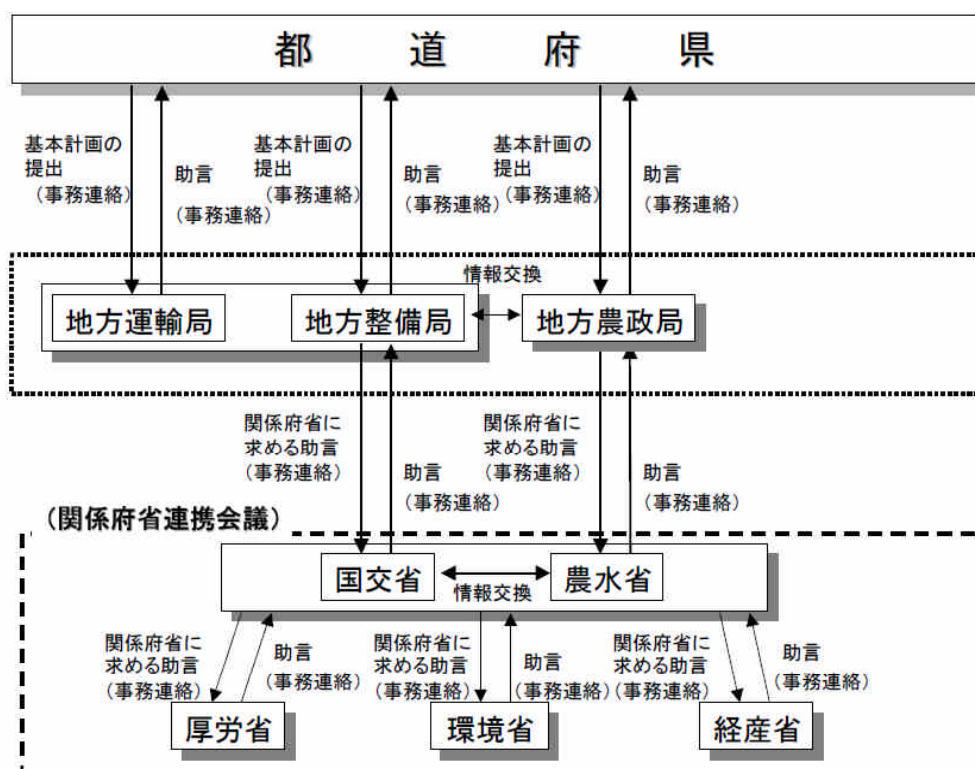 都道府県
基本計画の
提出
（事務連絡）
助言
（事務連絡）
基本計画の
提出
（事務連絡）
助言
（事務連絡）
基本計画の
提出
（事務連絡）
助言
（事務連絡）
情報交換
地方運輸局
地方整備局
地方農政局
関係府省に
求める助言
（事務連絡）
助言
（事務連絡）
関係府省に
求める助言
（事務連絡）
助言
（事務連絡）
（関係府省連携会議）
国交省
農水省
情報交換
関係府省に
求める助言
（事務連絡）
助言
（事務連絡）
関係府省に
求める助言
（事務連絡）
助言
（事務連絡）
関係府省に
求める助言
（事務連絡）
助言
（事務連絡）
厚労省
環境省
経産省